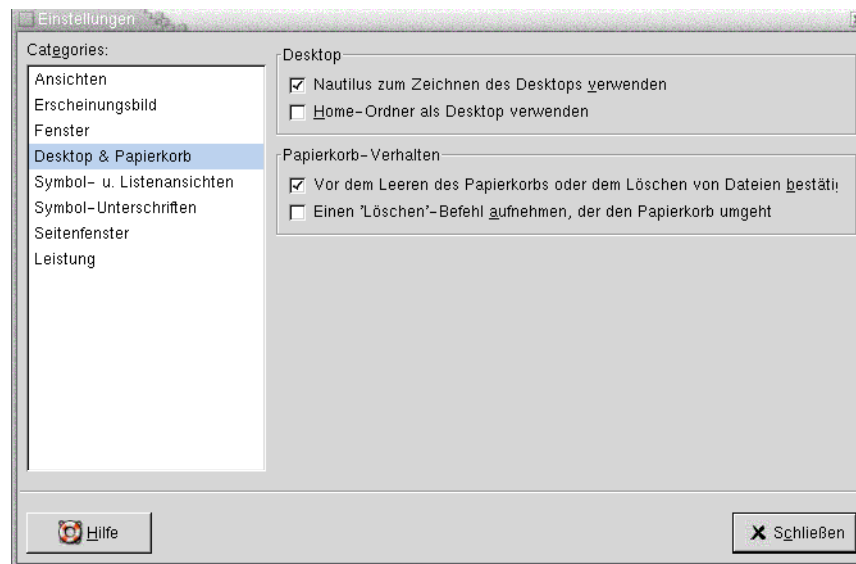 Einstellungen
Categories:
Ansichten
Erscheinungsbild
Fenster
Desktop & Papierkorb
Symbol- u. Listenansichten
Symbol-Unterschriften
Seitenfenster
Leistung
Desktop
Nautilus zum Zeichnen des Desktops verwenden
Home-Ordner als Desktop verwenden
Papierkorb-Verhalten
Vor dem Leeren des Papierkorbs oder dem Löschen von Dateien bestäti
Einen 'Löschen'-Befehl aufnehmen, der den Papierkorb umgeht
Hilfe
Schließen